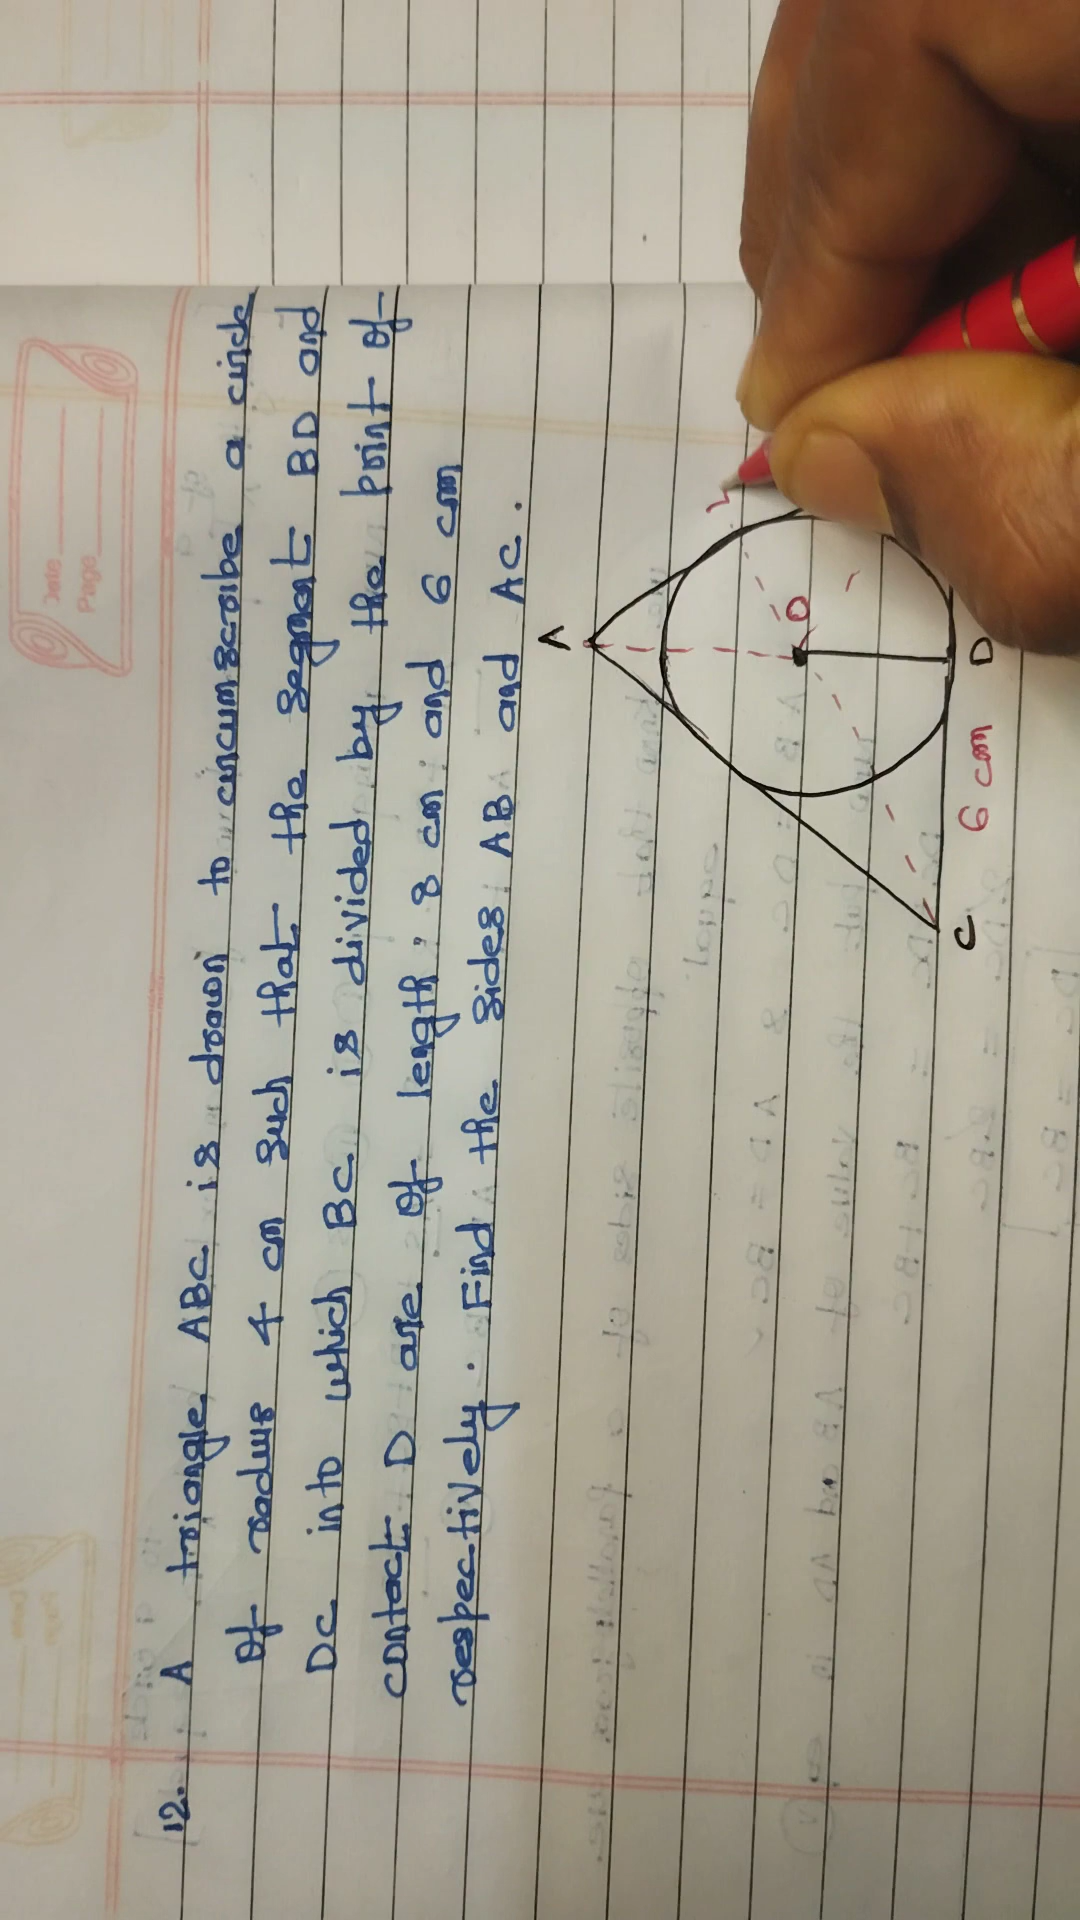 Date
Page
12. A triangle ABC is drawn to circumscribe a circle
of radius 4 cm such that the segment BD and
DC into which BC is divided by the point of
contact D are of length 8 cm and 6 cm
respectively. Find the sides AB and AC.
A
O
D
6 cm
C